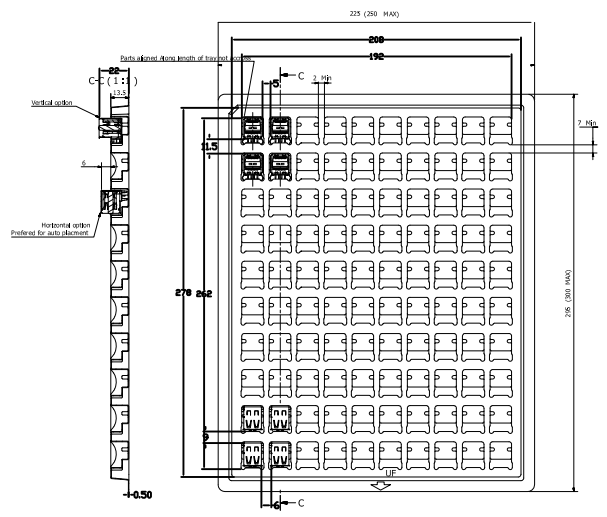 223 (250 MAX)
208
192
Parts aligned Along length of tray not accross
22
C-C ( 1 : 1 )
13.5
5
C
2 Min
7 Min
Vertical option
11.5
6
Horizontal option
Prefered for auto placment
278
262
295 (300 MAX)
9
UF
0.50
6
C